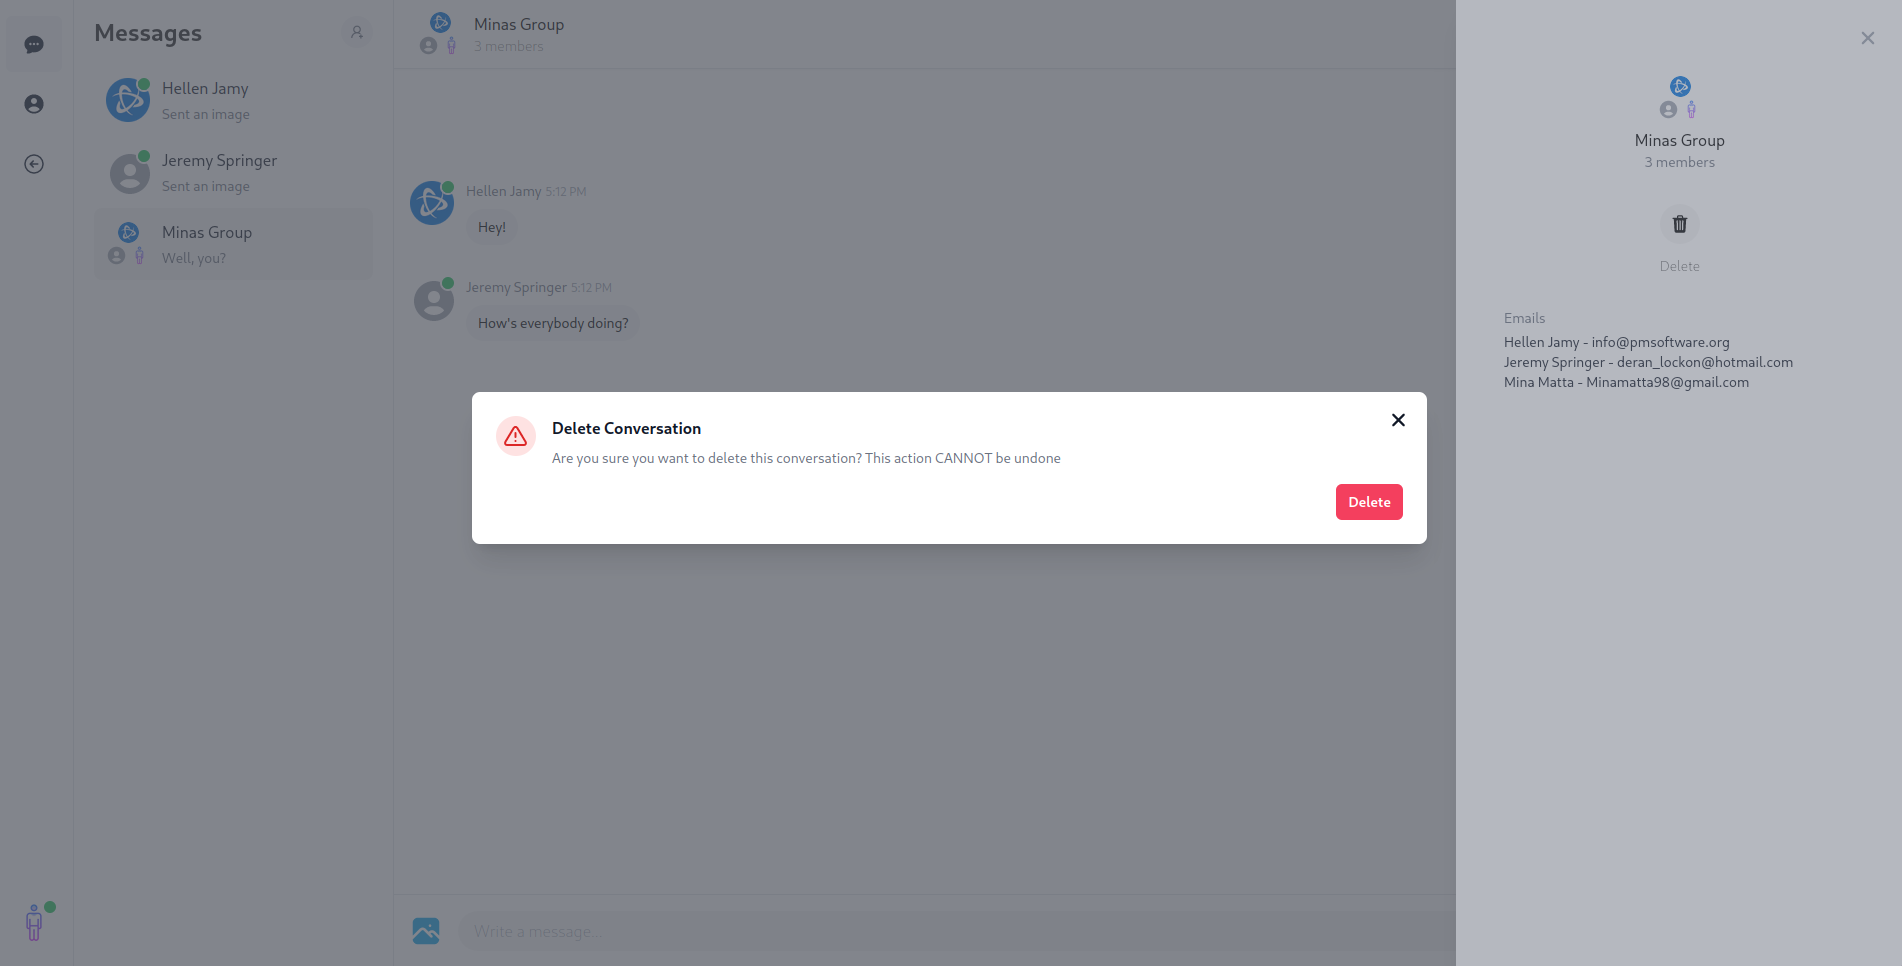 Messages
Hellen Jamy
Sent an image
Jeremy Springer
Sent an image
Minas Group
Well, you?
Minas Group
3 members
Hellen Jamy 5:12 PM
Hey!
Jeremy Springer 5:12 PM
How's everybody doing?
Delete Conversation
Are you sure you want to delete this conversation? This action CANNOT be undone
Delete
Write a message...
Minas Group
3 members
Delete
Emails
Hellen Jamy - info@pmsoftware.org
Jeremy Springer - deran_lockon@hotmail.com
Mina Matta - Minamatta98@gmail.com